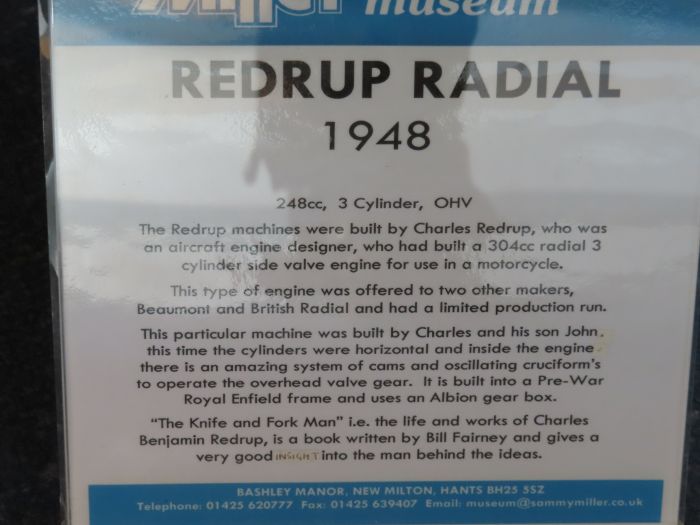 Miller museum
REDRUP RADIAL
1948
248cc, 3 Cylinder, OHV
The Redrup machines were built by Charles Redrup, who was
an aircraft engine designer, who had built a 304cc radial 3
cylinder side valve engine for use in a motorcycle.
This type of engine was offered to two other makers,
Beaumont and British Radial and had a limited production run.
This particular machine was built by Charles and his son John.
this time the cylinders were horizontal and inside the engine
there is an amazing system of cams and oscillating cruciform's
to operate the overhead valve gear. It is built into a Pre-War
Royal Enfield frame and uses an Albion gear box.
"The Knife and Fork Man" i.e. the life and works of Charles
Benjamin Redrup, is a book written by Bill Fairney and gives a
very good INSIGHT into the man behind the ideas.
BASHLEY MANOR, NEW MILTON, HANTS BH25 5SZ
Telephone: 01425 620777 Fax: 01425 639407 Email: museum@sammymiller.co.uk